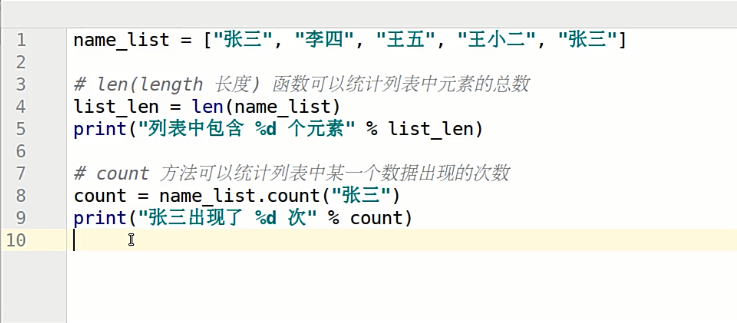 1 name_list = ["张三", "李四", "王五", "王小二", "张三"]
2
3 # len(length 长度) 函数可以统计列表中元素的总数
4 list_len = len(name_list)
5 print("列表中包含 %d 个元素" % list_len)
6
7 # count 方法可以统计列表中某一个数据出现的次数
8 count = name_list.count("张三")
9 print("张三出现了 %d 次" % count)
10